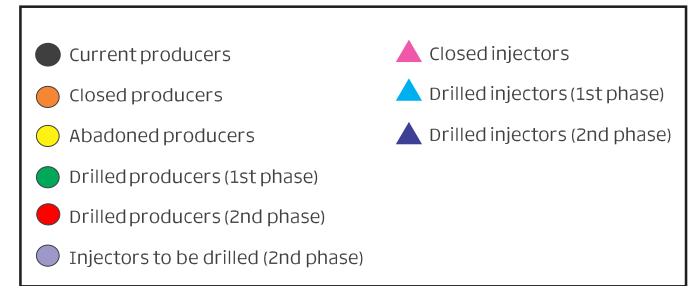 Current producers
Closed producers
Abadoned producers
Drilled producers (1st phase)
Drilled producers (2nd phase)
Injectors to be drilled (2nd phase)
Closed injectors
Drilled injectors (1st phase)
Drilled injectors (2nd phase)